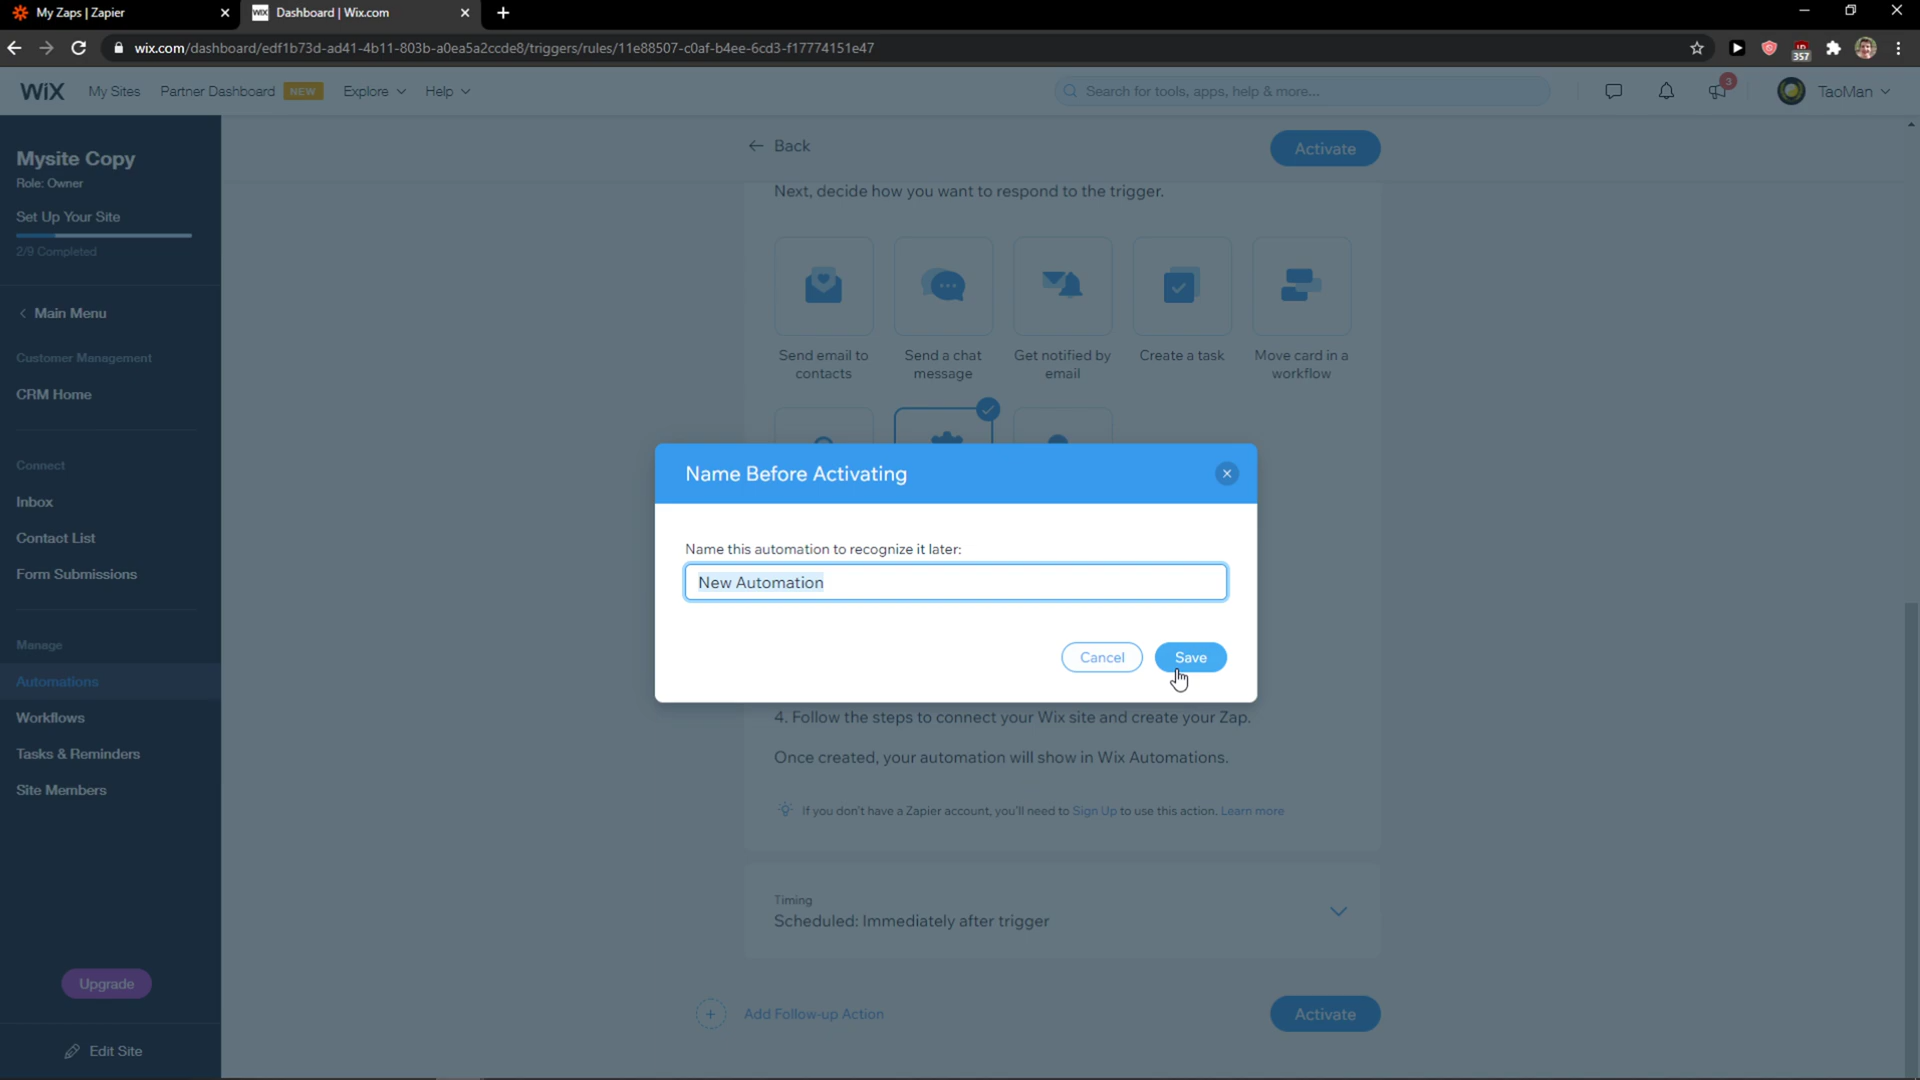 My Zaps | Zapier
Dashboard | Wix.com
wix.com/dashboard/edf1b73d-ad41-4b11-803b-a0ea5a2ccde8/triggers/rules/11e88507-c0af-b4ee-6cd3-f17774151e47
357
WiX
My Sites
Partner Dashboard
NEW
Explore
Help
Search for tools, apps, help & more...
3
TaoMan
Mysite Copy
Role: Owner
Set Up Your Site
2/9 Completed
Main Menu
Customer Management
CRM Home
Connect
Inbox
Contact List
Form Submissions
Manage
Automations
Workflows
Tasks & Reminders
Site Members
Upgrade
Edit Site
Back
Activate
Next, decide how you want to respond to the trigger.
Send email to
contacts
Send a chat
message
Get notified by
email
Create a task
Move card in a
workflow
Name Before Activating
Name this automation to recognize it later:
New Automation
Cancel
Save
4. Follow the steps to connect your Wix site and create your Zap.
Once created, your automation will show in Wix Automations.
If you don't have a Zapier account, you'll need to Sign Up to use this action. Learn more
Timing
Scheduled: Immediately after trigger
Add Follow-up Action
Activate